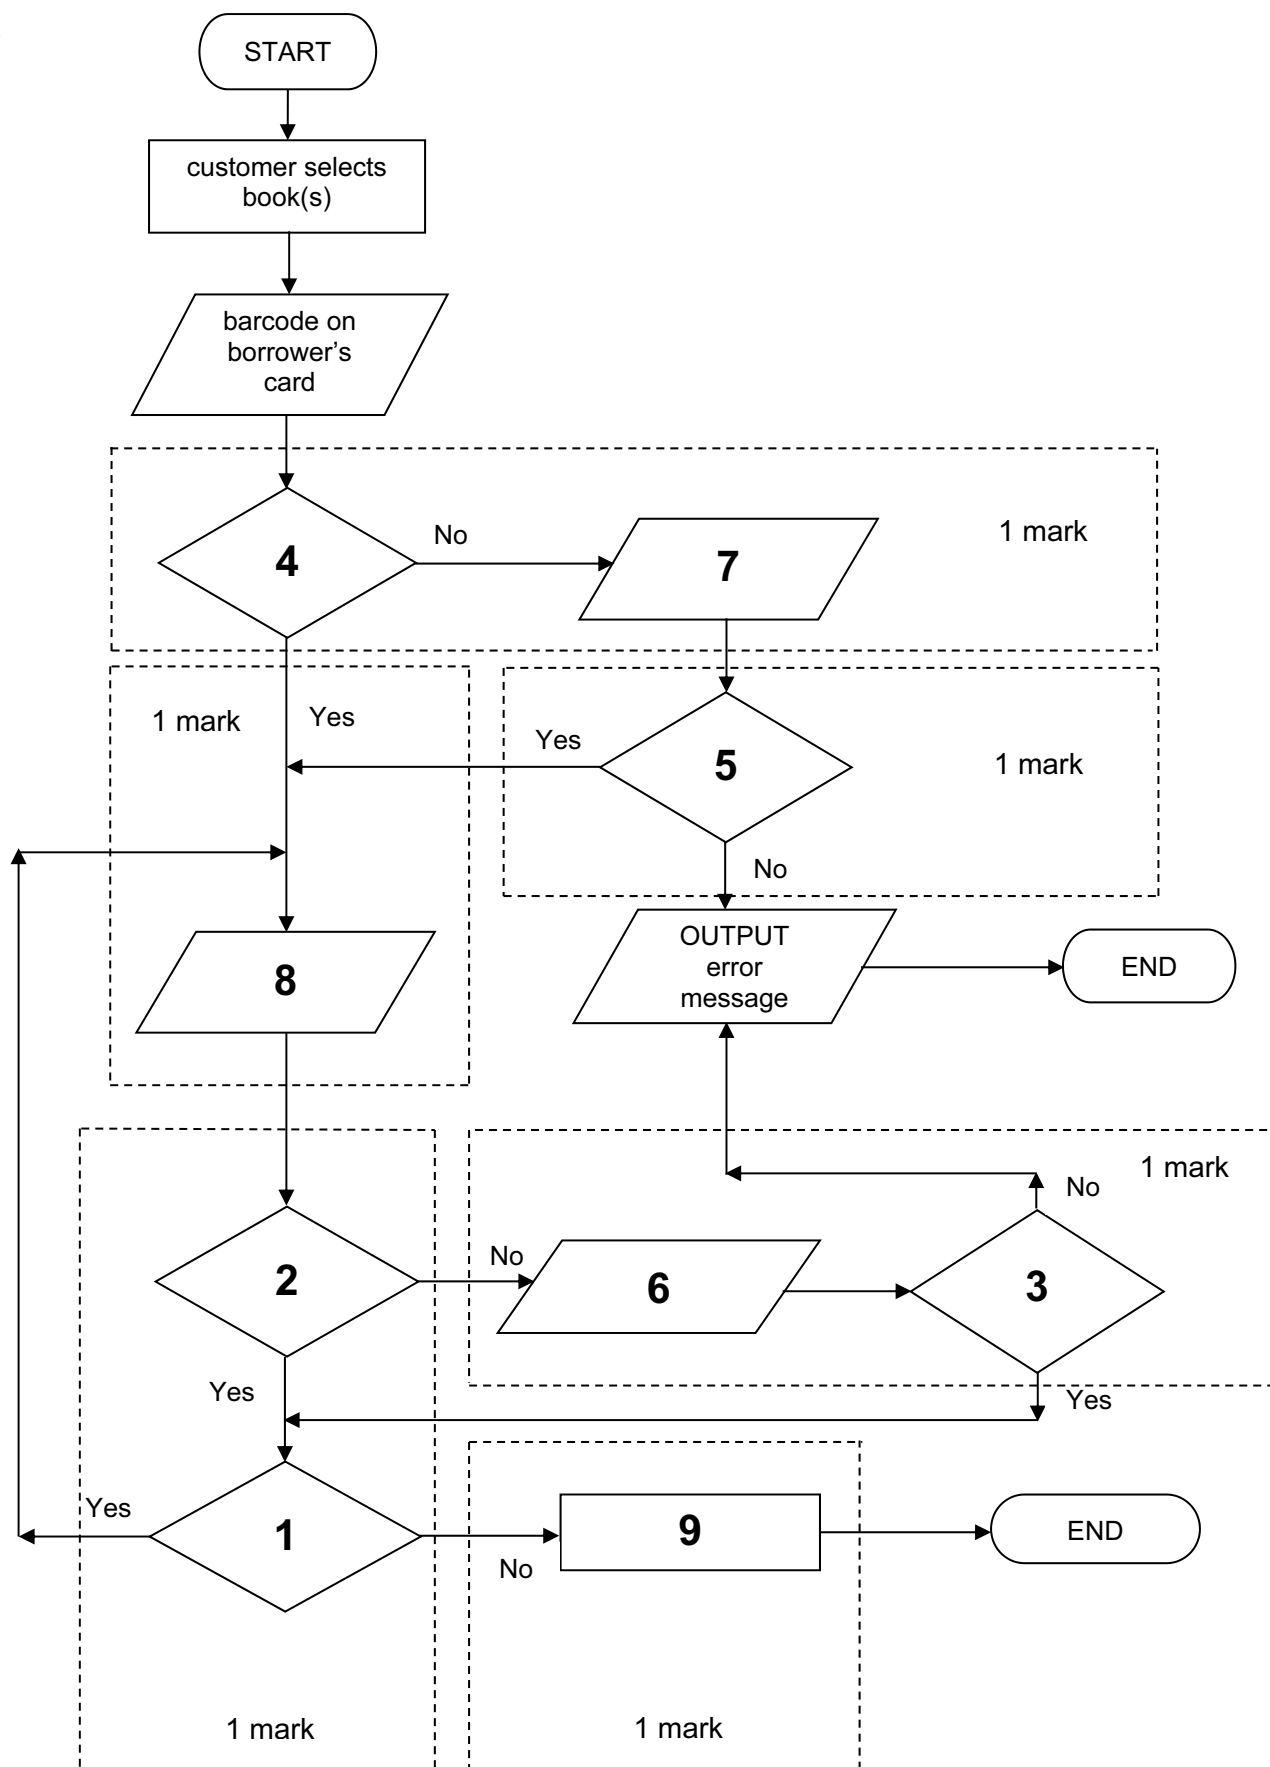 START
customer selects
book(s)
barcode on
borrower's
card
4
No
7
1 mark
1 mark
Yes
Yes
5
1 mark
No
8
OUTPUT
error
message
END
1 mark
No
2
No
6
3
Yes
Yes
Yes
1
No
9
END
1 mark
1 mark